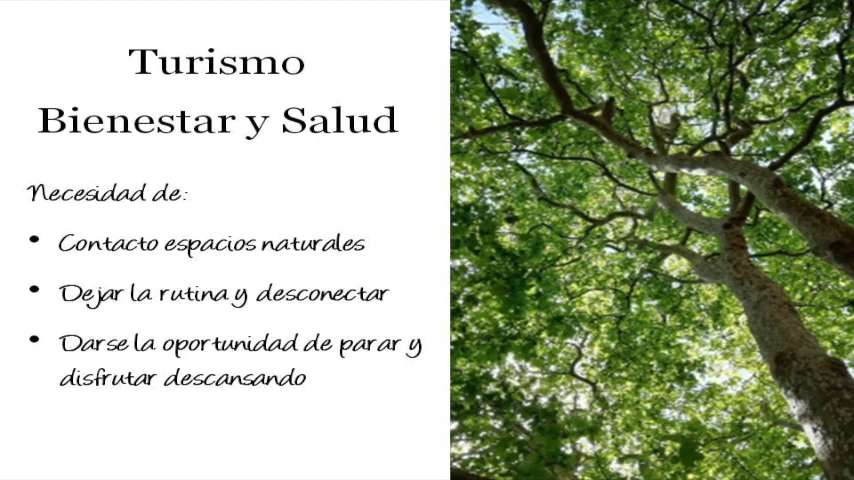 Turismo
Bienestar y Salud
Necesidad de:
• Contacto espacios naturales
• Dejar la rutina y desconectar
• Darse la oportunidad de parar y
disfrutar descansando